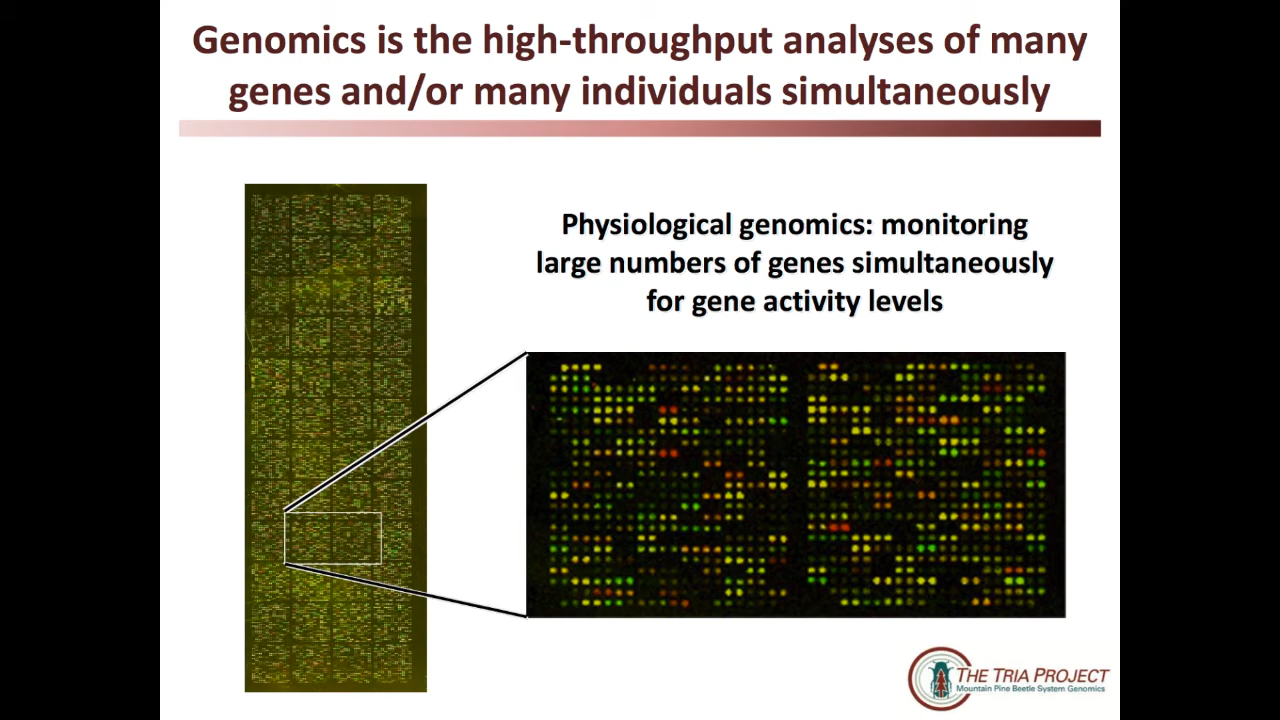 Genomics is the high-throughput analyses of many
genes and/or many individuals simultaneously
Physiological genomics: monitoring
large numbers of genes simultaneously
for gene activity levels
THE TRIA PROJECT
Mountain Pine Beetle System Genomics